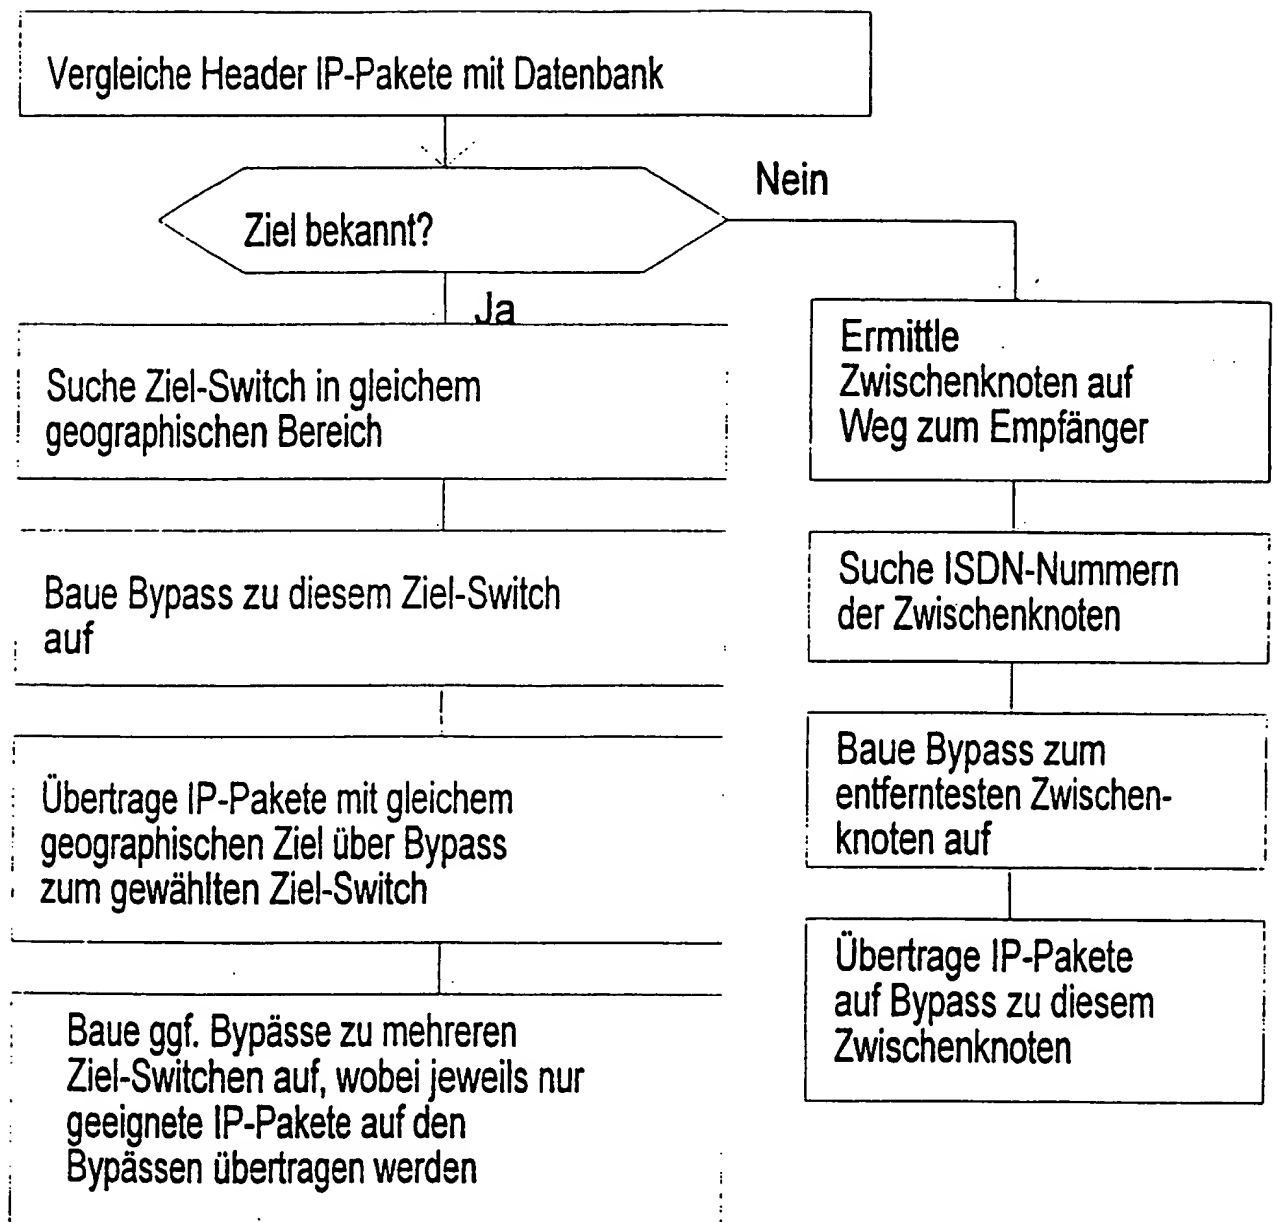 Vergleiche Header IP-Pakete mit Datenbank
Ziel bekannt?
Nein
Ja
Suche Ziel-Switch in gleichem
geographischen Bereich
Baue Bypass zu diesem Ziel-Switch
auf
Übertrage IP-Pakete mit gleichem
geographischen Ziel über Bypass
zum gewählten Ziel-Switch
Baue ggf. Bypässe zu mehreren
Ziel-Switchen auf, wobei jeweils nur
geeignete IP-Pakete auf den
Bypässen übertragen werden
Ermittle
Zwischenknoten auf
Weg zum Empfänger
Suche ISDN-Nummern
der Zwischenknoten
Baue Bypass zum
entferntesten Zwischen-
knoten auf
Übertrage IP-Pakete
auf Bypass zu diesem
Zwischenknoten